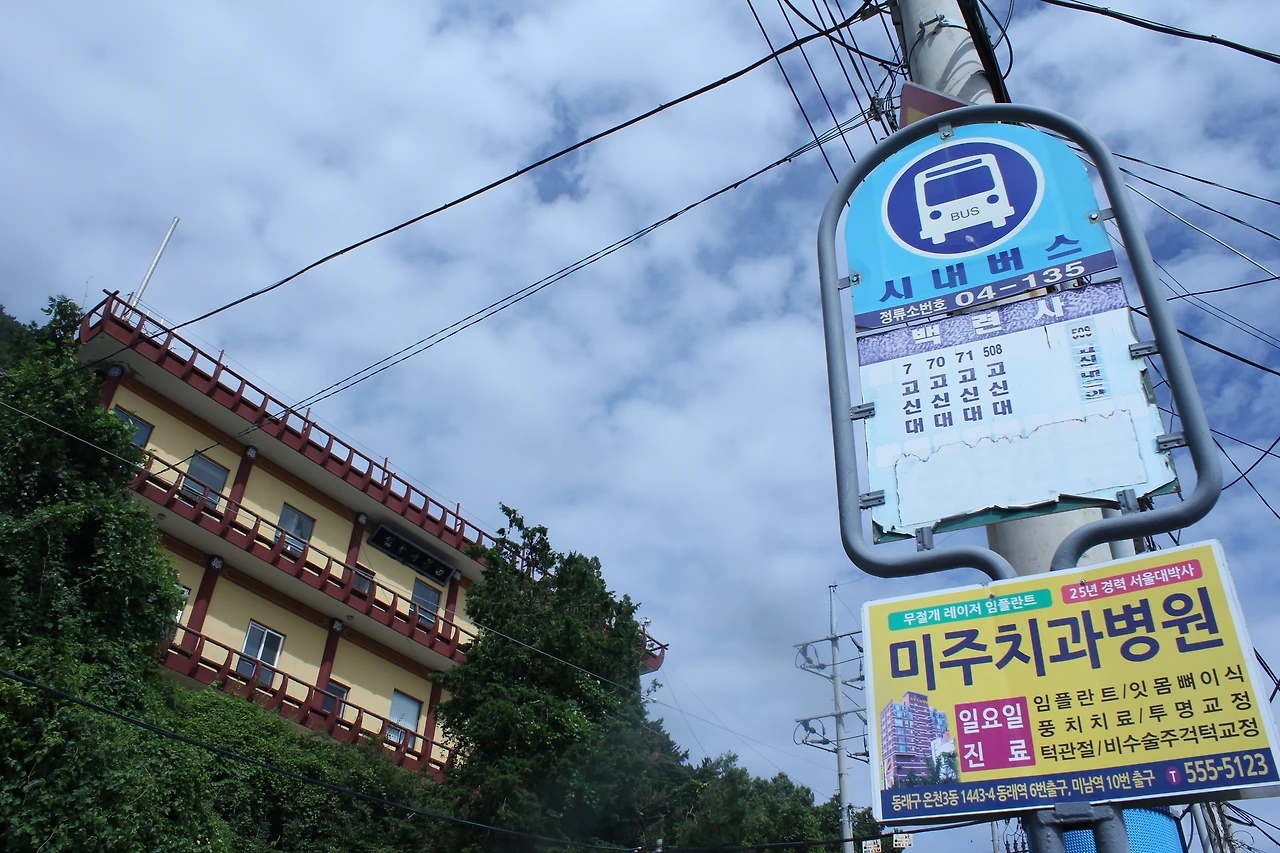 BUS
시내버스
정류소번호 04-135
백련사
7 70 71 508
고신대 고신대 고신대 고신대
무절개 레이저 임플란트
25년 경력 서울대박사
미주치과병원
일요일
진료
임플란트/잇몸뼈이식
풍치치료/투명교정
턱관절/비수술주걱턱교정
동래구 온천3동 1443-4 동래역 6번출구, 미남역 10번 출구 T 555-5123